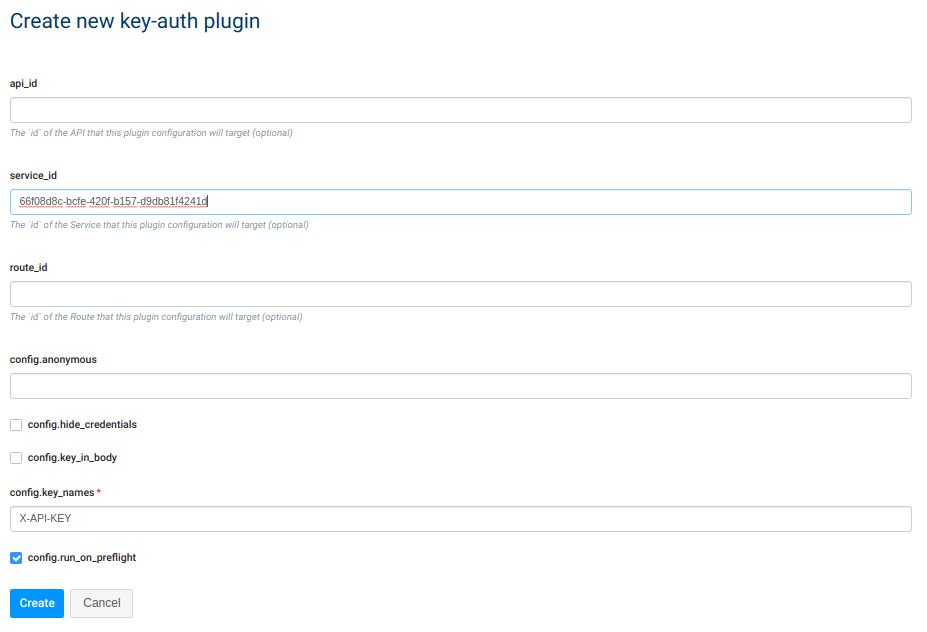 Create new key-auth plugin
api_id
The `id` of the API that this plugin configuration will target (optional)
service_id
66f08d8c-bcfe-420f-b157-d9db81f4241d
The `id` of the Service that this plugin configuration will target (optional)
route_id
The `id` of the Route that this plugin configuration will target (optional)
config.anonymous
config.hide_credentials
config.key_in_body
config.key_names *
X-API-KEY
config.run_on_preflight
Create Cancel